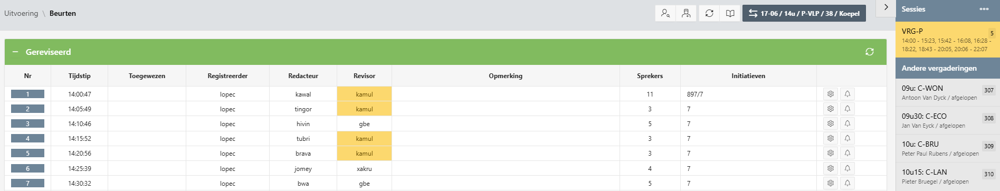 Uitvoering \ Beurten
17-06 / 14u / P-VLP / 38 / Koepel
Gereviseerd
Nr Tijdstip Toegewezen Registreerder Redacteur Revisor Opmerking Sprekers Initiatieven
1 14:00:47 lopec kawal kamul 11 897/7
2 14:05:49 lopec tingor kamul 3 7
3 14:10:46 lopec hivin gbe 5 7
4 14:15:52 lopec tubri kamul 3 7
5 14:20:56 lopec brava kamul 3 7
6 14:25:39 lopec jomey xakru 4 7
7 14:30:32 lopec bwa gbe 5 7
Sessies
VRG-P 5
14:00 - 15:23, 15:42 - 16:08, 16:28 -
18:22, 18:43 - 20:05, 20:06 - 22:07
Andere vergaderingen
09u: C-WON 307
Antoon Van Dyck / afgelopen
09u30: C-ECO 308
Jan Van Eyck / afgelopen
10u: C-BRU 309
Peter Paul Rubens / afgelopen
10u15: C-LAN 310
Pieter Bruegel / afgelopen